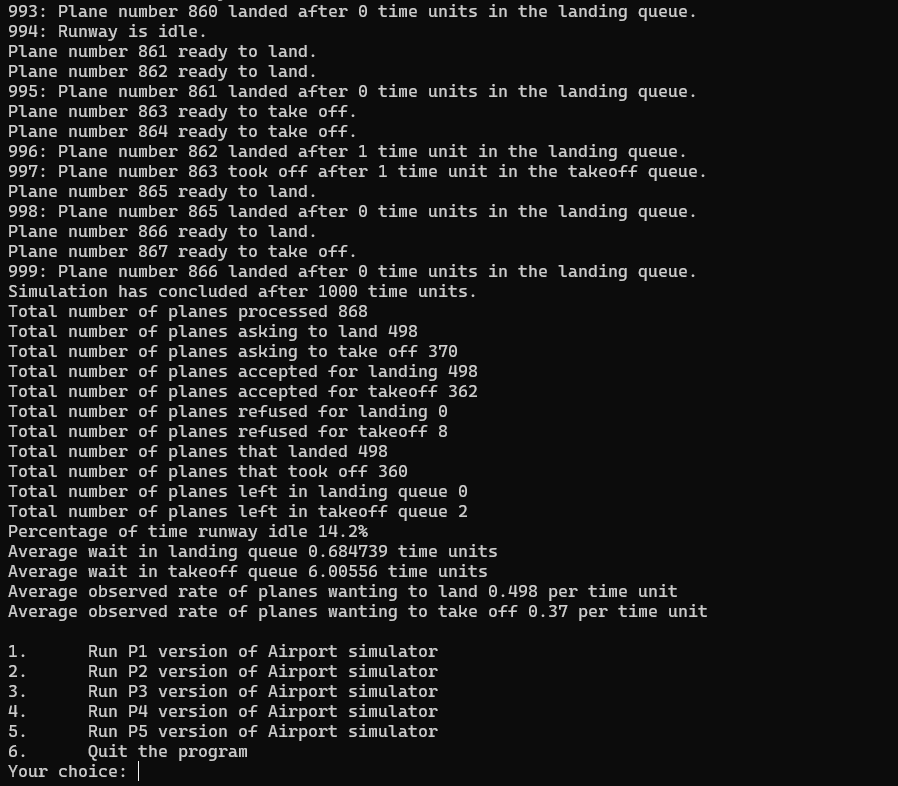 993: Plane number 860 landed after 0 time units in the landing queue.
994: Runway is idle.
Plane number 861 ready to land.
Plane number 862 ready to land.
995: Plane number 861 landed after 0 time units in the landing queue.
Plane number 863 ready to take off.
Plane number 864 ready to take off.
996: Plane number 862 landed after 1 time unit in the landing queue.
997: Plane number 863 took off after 1 time unit in the takeoff queue.
Plane number 865 ready to land.
998: Plane number 865 landed after 0 time units in the landing queue.
Plane number 866 ready to land.
Plane number 867 ready to take off.
999: Plane number 866 landed after 0 time units in the landing queue.
Simulation has concluded after 1000 time units.
Total number of planes processed 868
Total number of planes asking to land 498
Total number of planes asking to take off 370
Total number of planes accepted for landing 498
Total number of planes accepted for takeoff 362
Total number of planes refused for landing 0
Total number of planes refused for takeoff 8
Total number of planes that landed 498
Total number of planes that took off 360
Total number of planes left in landing queue 0
Total number of planes left in takeoff queue 2
Percentage of time runway idle 14.2%
Average wait in landing queue 0.684739 time units
Average wait in takeoff queue 6.00556 time units
Average observed rate of planes wanting to land 0.498 per time unit
Average observed rate of planes wanting to take off 0.37 per time unit
1. Run P1 version of Airport simulator
2. Run P2 version of Airport simulator
3. Run P3 version of Airport simulator
4. Run P4 version of Airport simulator
5. Run P5 version of Airport simulator
6. Quit the program
Your choice: